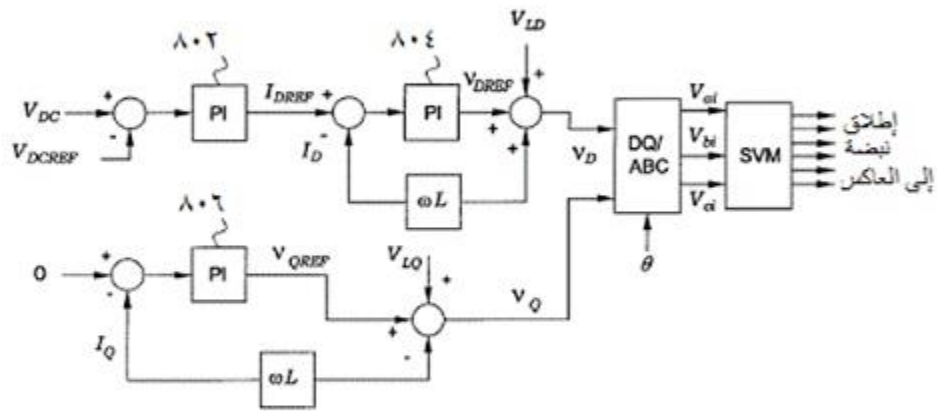 ٨٠٢
٨٠٤
V_LD
V_DC
PI
I_DREF
PI
V_DREF
V_DCREF
I_D
V_D
DQ/
ABC
V_ai
V_bi
V_ci
SVM
إطلاق
نبضة
إلى العاكس
ωL
٨٠٦
θ
0
PI
V_QREF
V_LQ
V_Q
I_Q
ωL